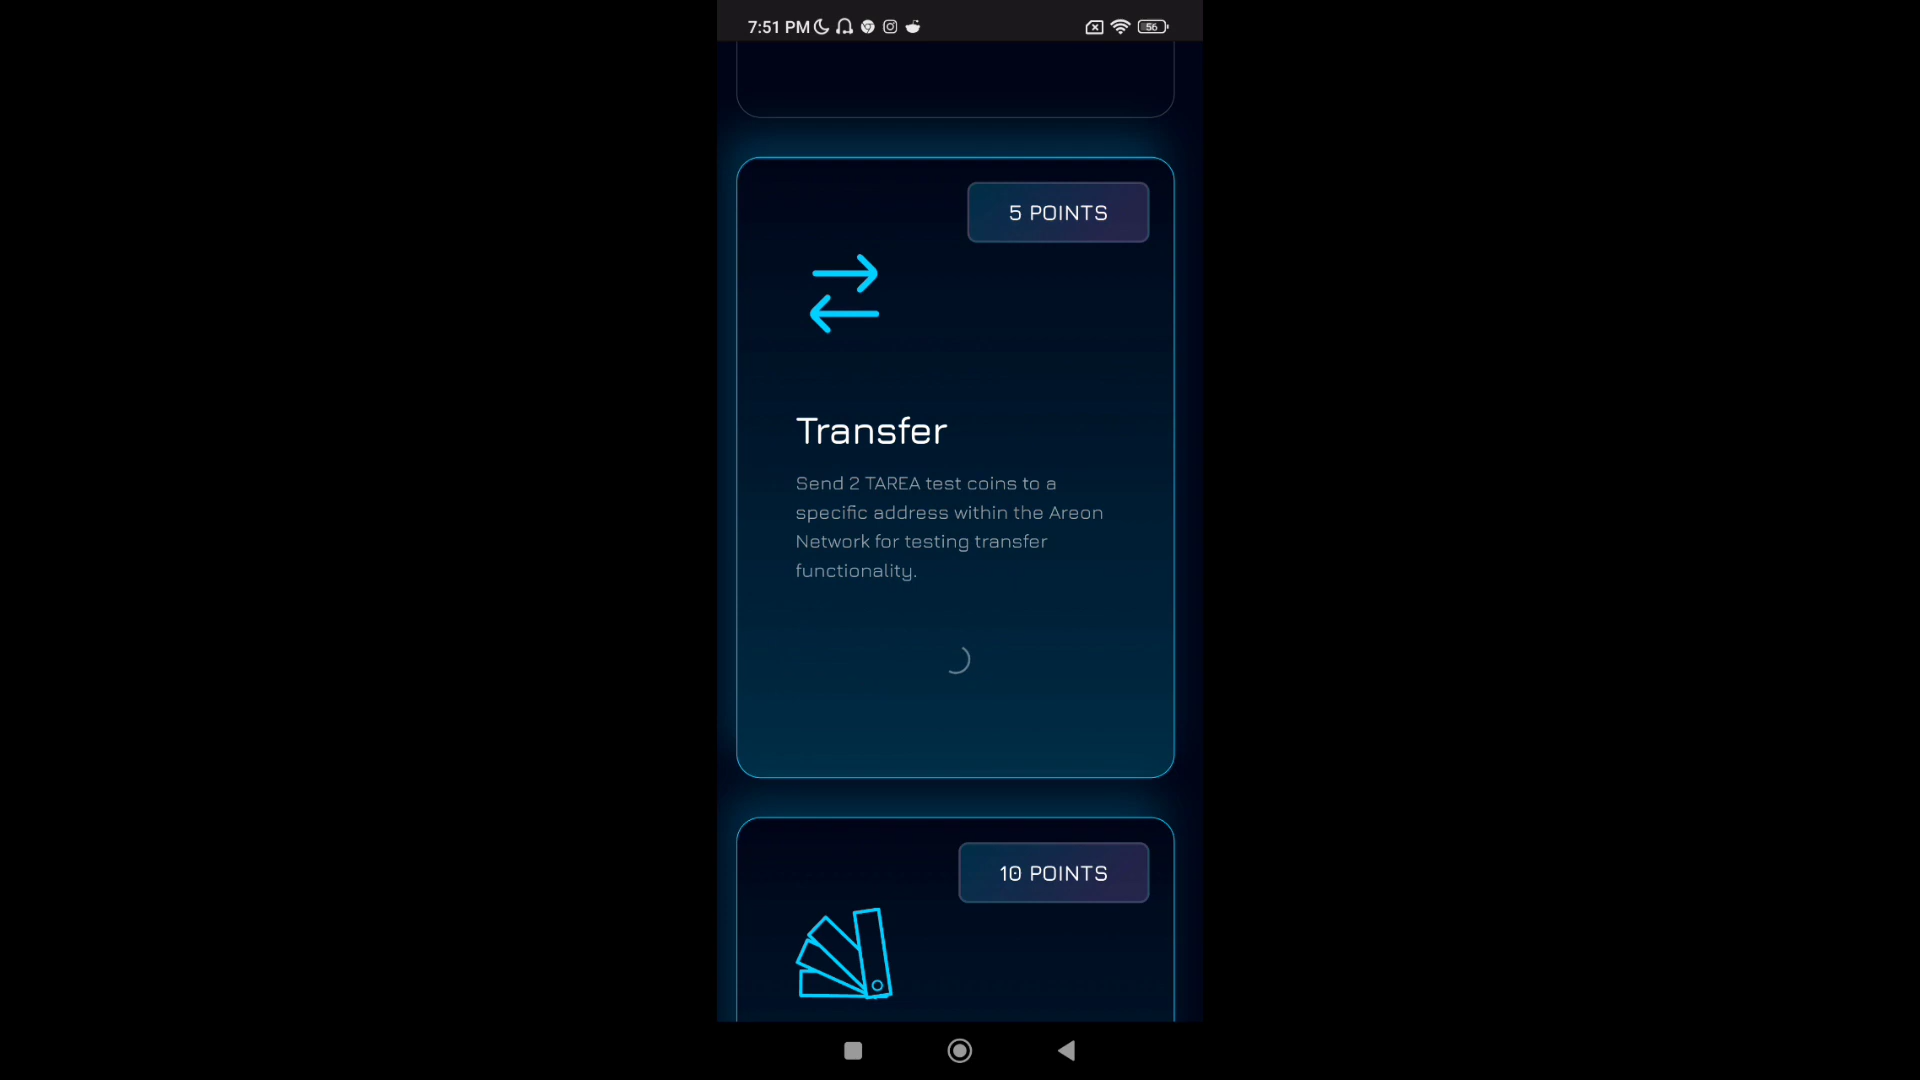 7:51 PM
56
5 POINTS
Transfer
Send 2 TAREA test coins to a
specific address within the Areon
Network for testing transfer
functionality.
10 POINTS